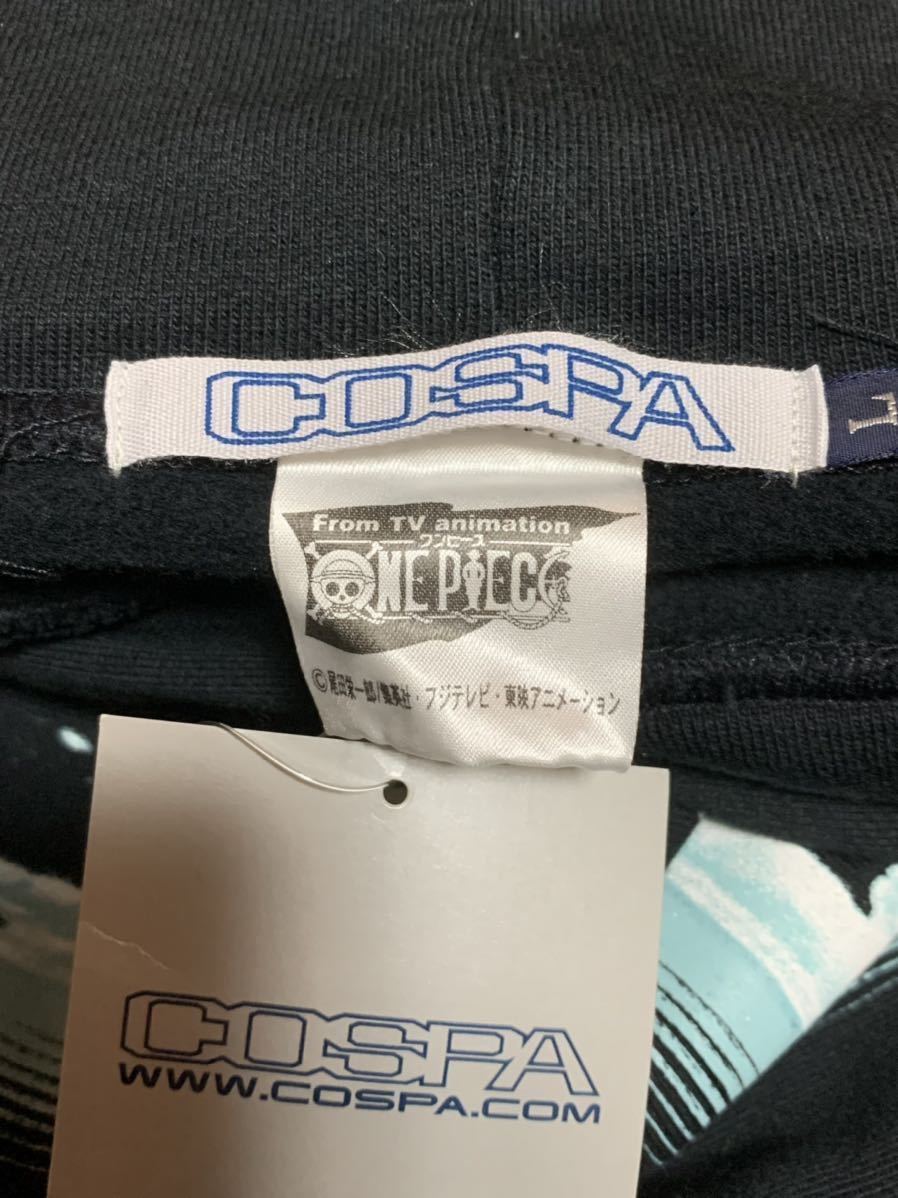 COSPA
L
From TV animation
ワンピース
ONE PIECE
©尾田栄一郎/集英社・フジテレビ・東映アニメーション
COSPA
WWW.COSPA.COM